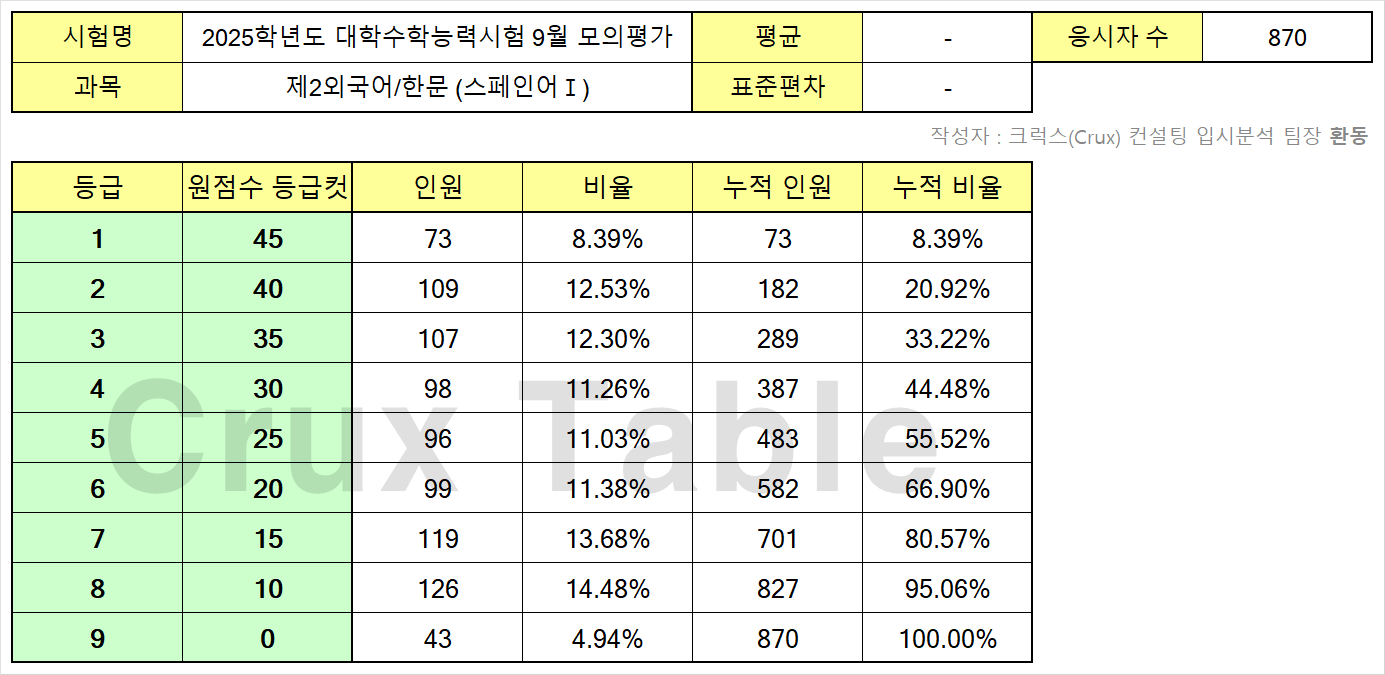 시험명 2025학년도 대학수학능력시험 9월 모의평가 평균 - 응시자 수 870
과목 제2외국어/한문 (스페인어Ⅰ) 표준편차 -
작성자 : 크럭스(Crux) 컨설팅 입시분석 팀장 환동
등급 원점수 등급컷 인원 비율 누적 인원 누적 비율
1 45 73 8.39% 73 8.39%
2 40 109 12.53% 182 20.92%
3 35 107 12.30% 289 33.22%
4 30 98 11.26% 387 44.48%
5 25 96 11.03% 483 55.52%
6 20 99 11.38% 582 66.90%
7 15 119 13.68% 701 80.57%
8 10 126 14.48% 827 95.06%
9 0 43 4.94% 870 100.00%
Crux Table